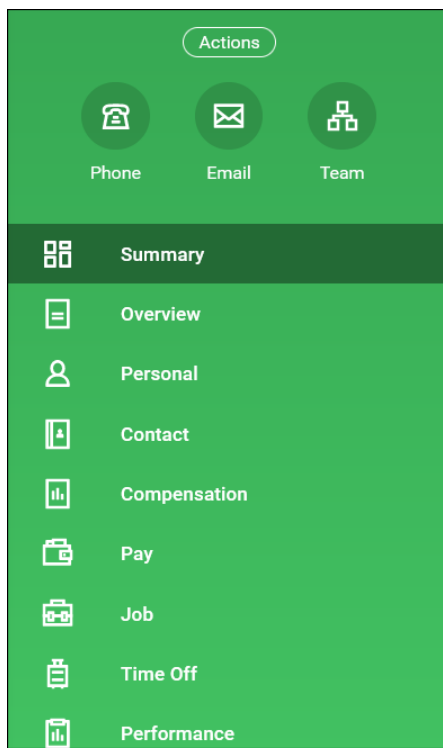 Actions
Phone Email Team
Summary
Overview
Personal
Contact
Compensation
Pay
Job
Time Off
Performance